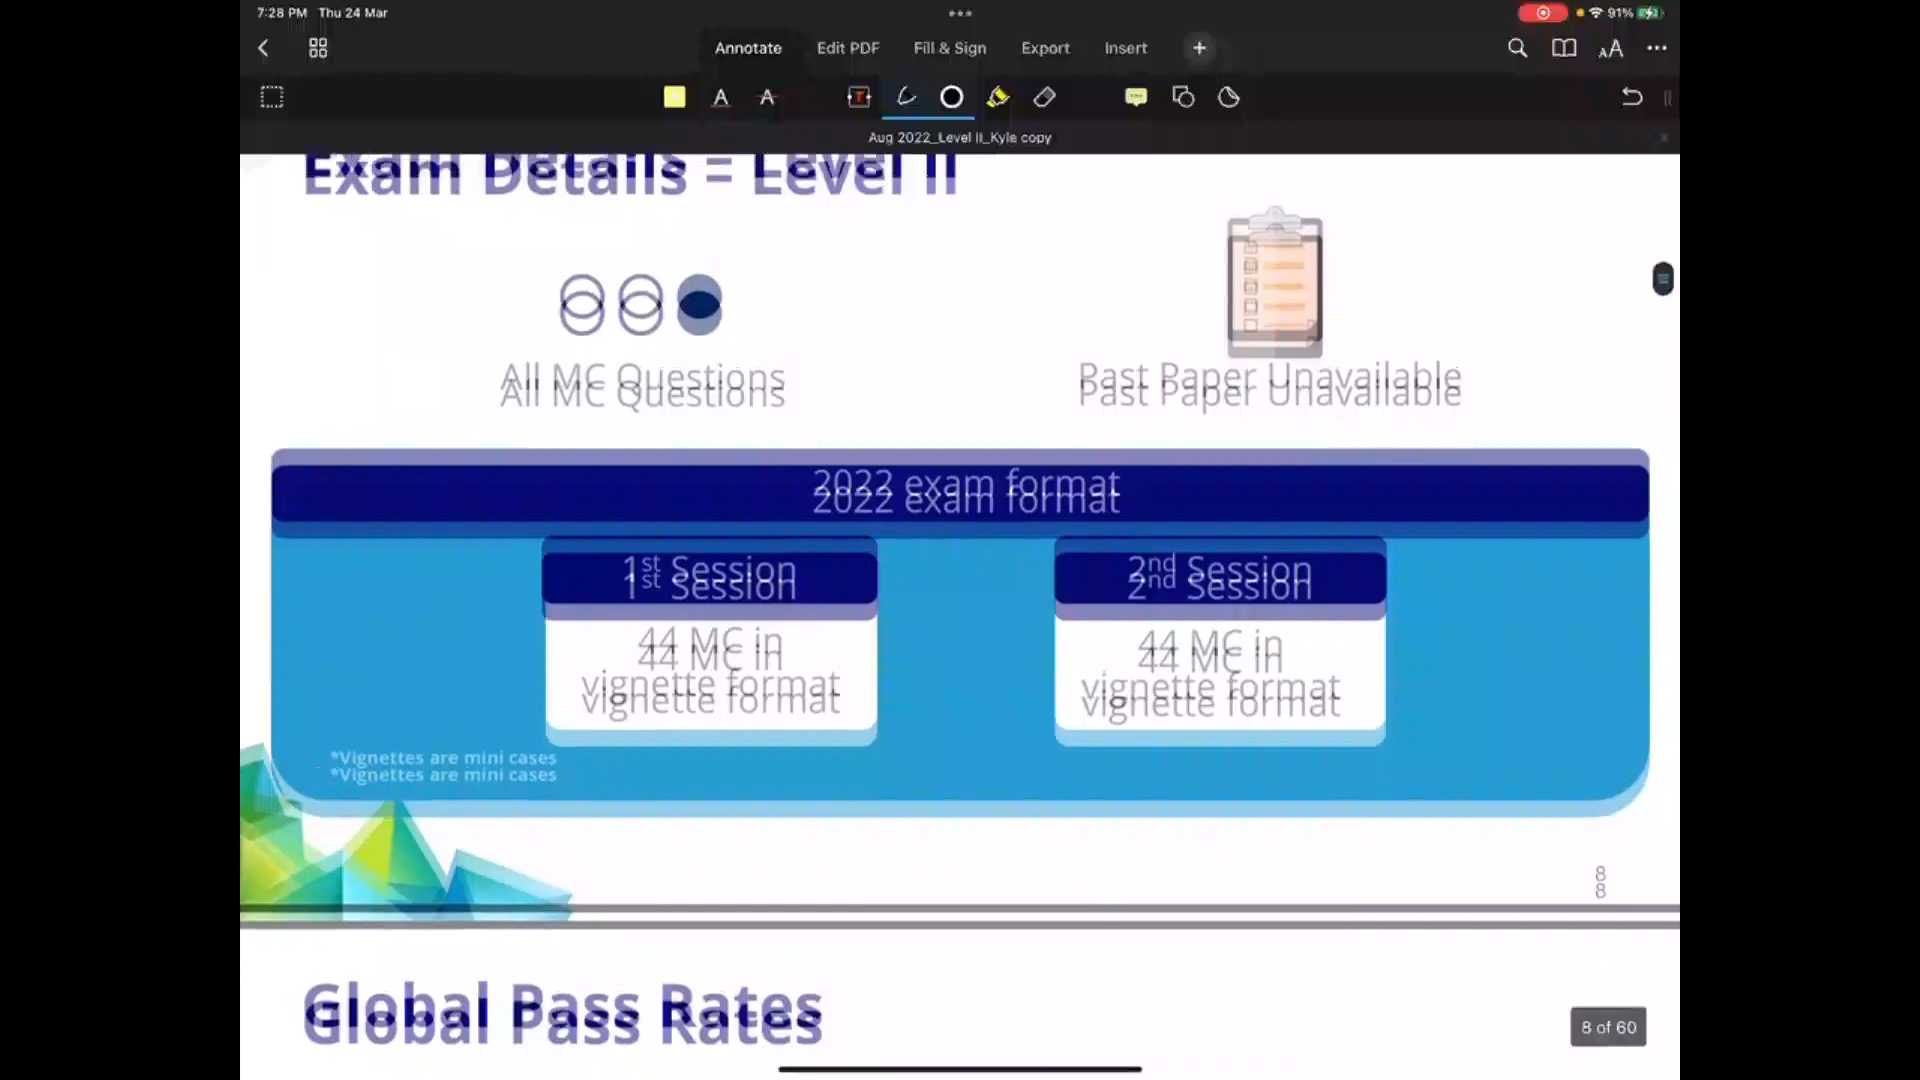 7:28 PM Thu 24 Mar
91%
Annotate
Edit PDF
Fill & Sign
Export
Insert
Aug 2022_Level II_Kyle copy
Exam Details = Level II
All MC Questions
Past Paper Unavailable
2022 exam format
1st Session
2nd Session
44 MC in
vignette format
44 MC in
vignette format
*Vignettes are mini cases
8
Global Pass Rates
8 of 60